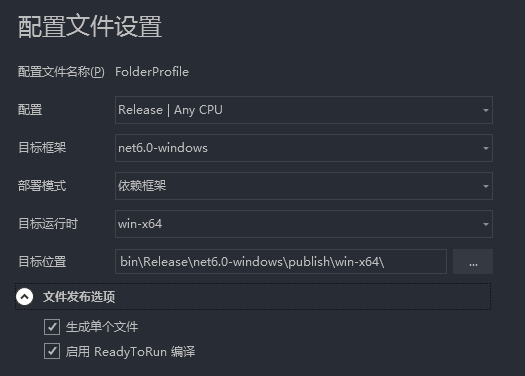 配置文件设置
配置文件名称(P) FolderProfile
配置 Release | Any CPU
目标框架 net6.0-windows
部署模式 依赖框架
目标运行时 win-x64
目标位置 bin\Release\net6.0-windows\publish\win-x64\ ...
文件发布选项
生成单个文件
启用 ReadyToRun 编译